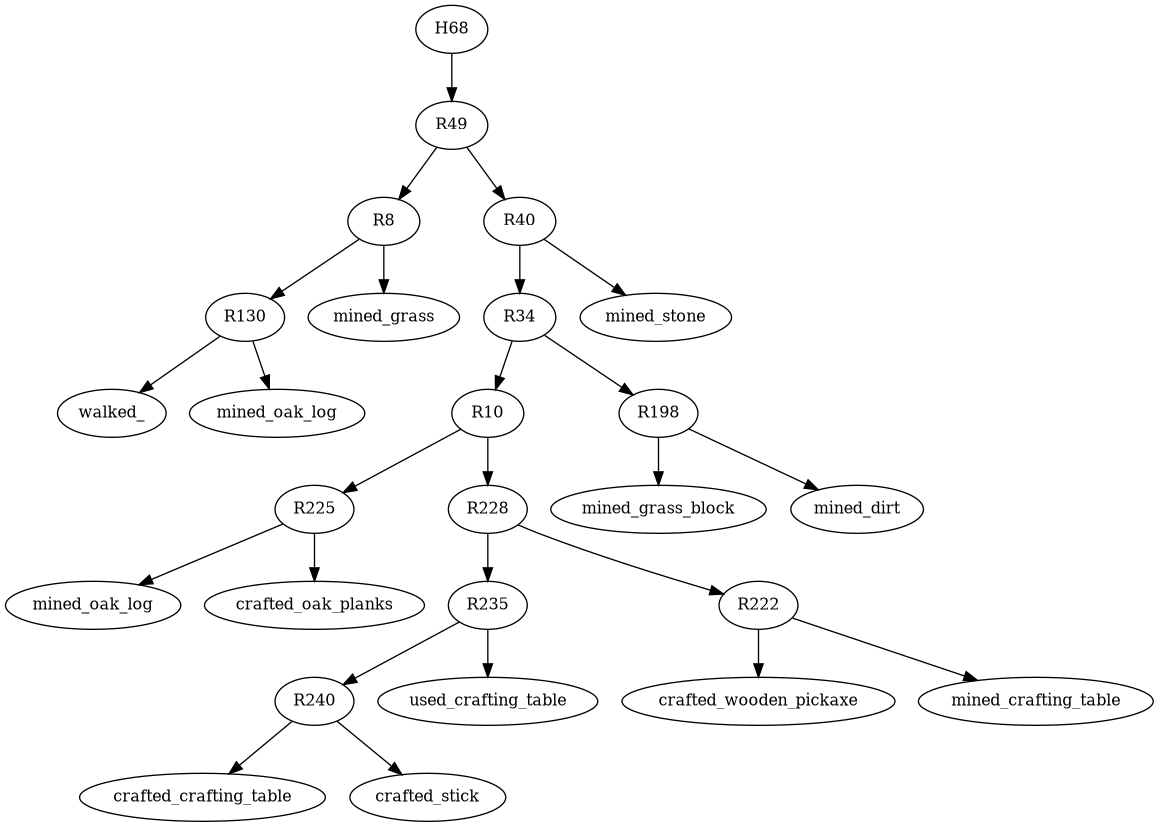 H68
R49
R8
R40
R130
mined_grass
R34
mined_stone
walked_
mined_oak_log
R10
R198
R225
R228
mined_grass_block
mined_dirt
mined_oak_log
crafted_oak_planks
R235
R222
R240
used_crafting_table
crafted_wooden_pickaxe
mined_crafting_table
crafted_crafting_table
crafted_stick